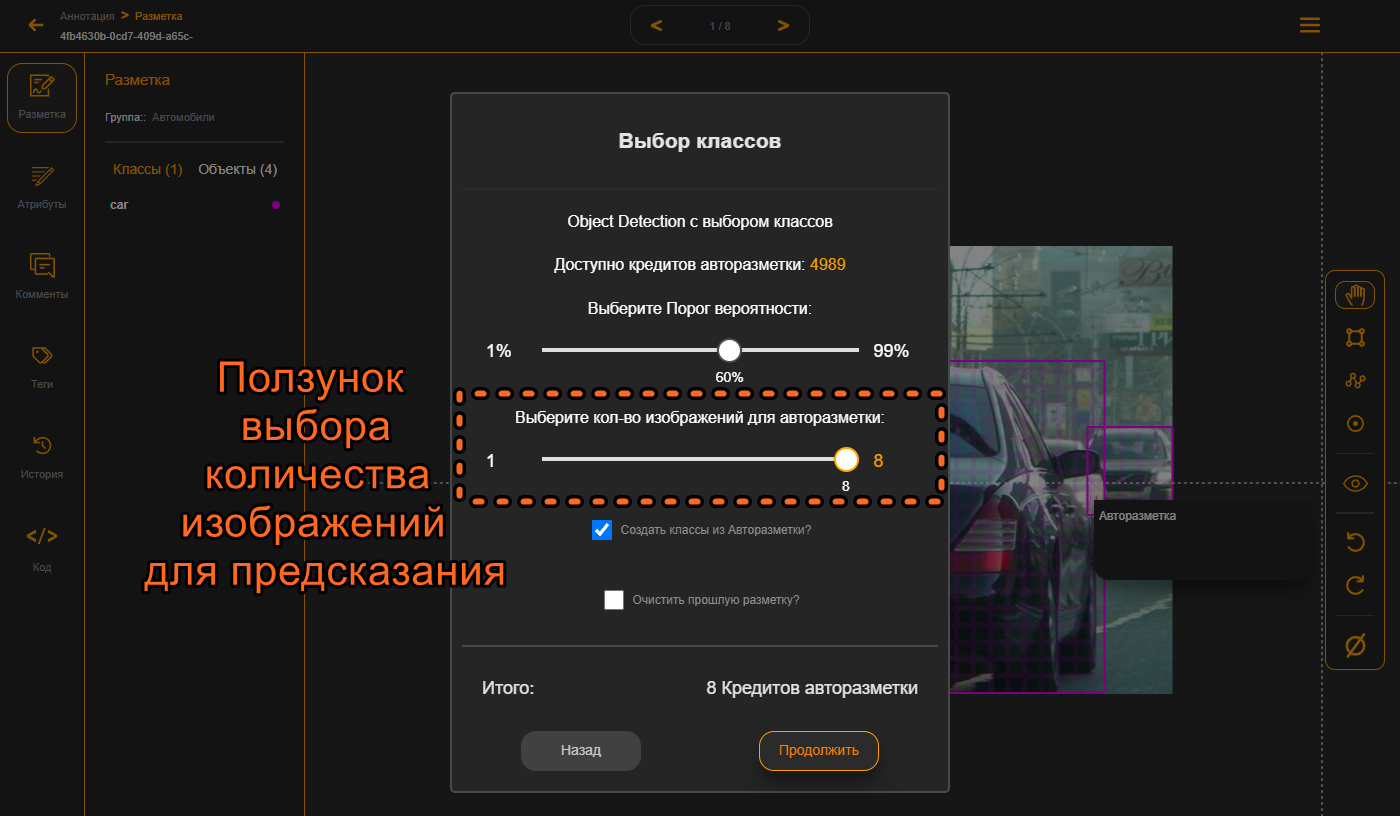 Аннотация > Разметка
4fb4630b-0cd7-409d-a65c-
< 1 / 8 >
Разметка
Атрибуты
Комменты
Теги
История
</>
Код
Разметка
Группа:: Автомобили
Классы (1) Объекты (4)
car
Ползунок
выбора
количества
изображений
для предсказания
Выбор классов
Object Detection с выбором классов
Доступно кредитов авторазметки: 4989
Выберите Порог вероятности:
1% 99%
60%
Выберите кол-во изображений для авторазметки:
1 8
8
Создать классы из Авторазметки?
Очистить прошлую разметку?
Итого: 8 Кредитов авторазметки
Назад Продолжить
Авторазметка